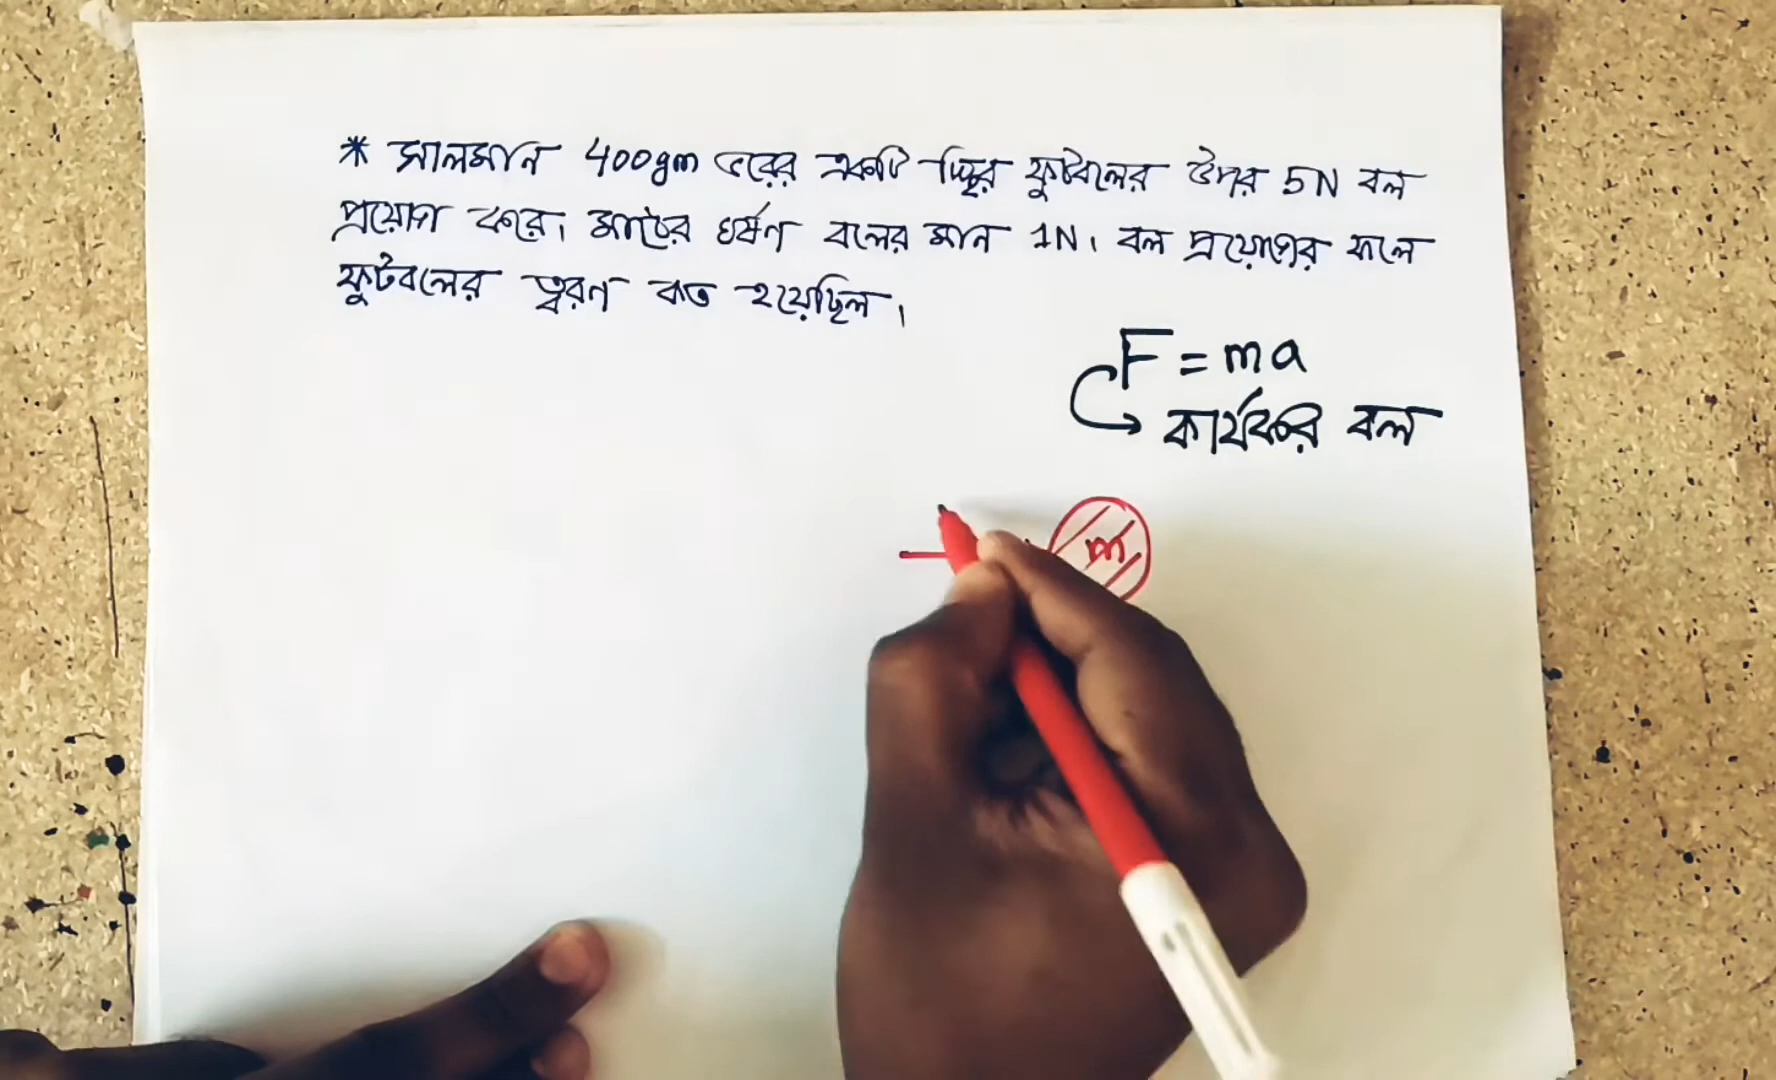 * সালমান 400gm ভরের একটি স্থির ফুটবলের উপর 5N বল
প্রয়োগ করে। মাঠের ঘর্ষণ বলের মান 1N। বল প্রয়োগের ফলে
ফুটবলের ত্বরণ কত হয়েছিল।
F = ma
→ কার্যকর বল
m